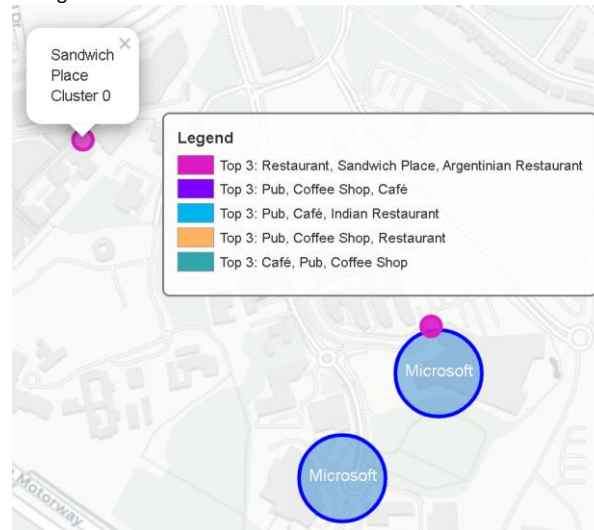 Sandwich
Place
Cluster 0
×
Legend
Top 3: Restaurant, Sandwich Place, Argentinian Restaurant
Top 3: Pub, Coffee Shop, Café
Top 3: Pub, Café, Indian Restaurant
Top 3: Pub, Coffee Shop, Restaurant
Top 3: Café, Pub, Coffee Shop
Microsoft
Microsoft
Motorway